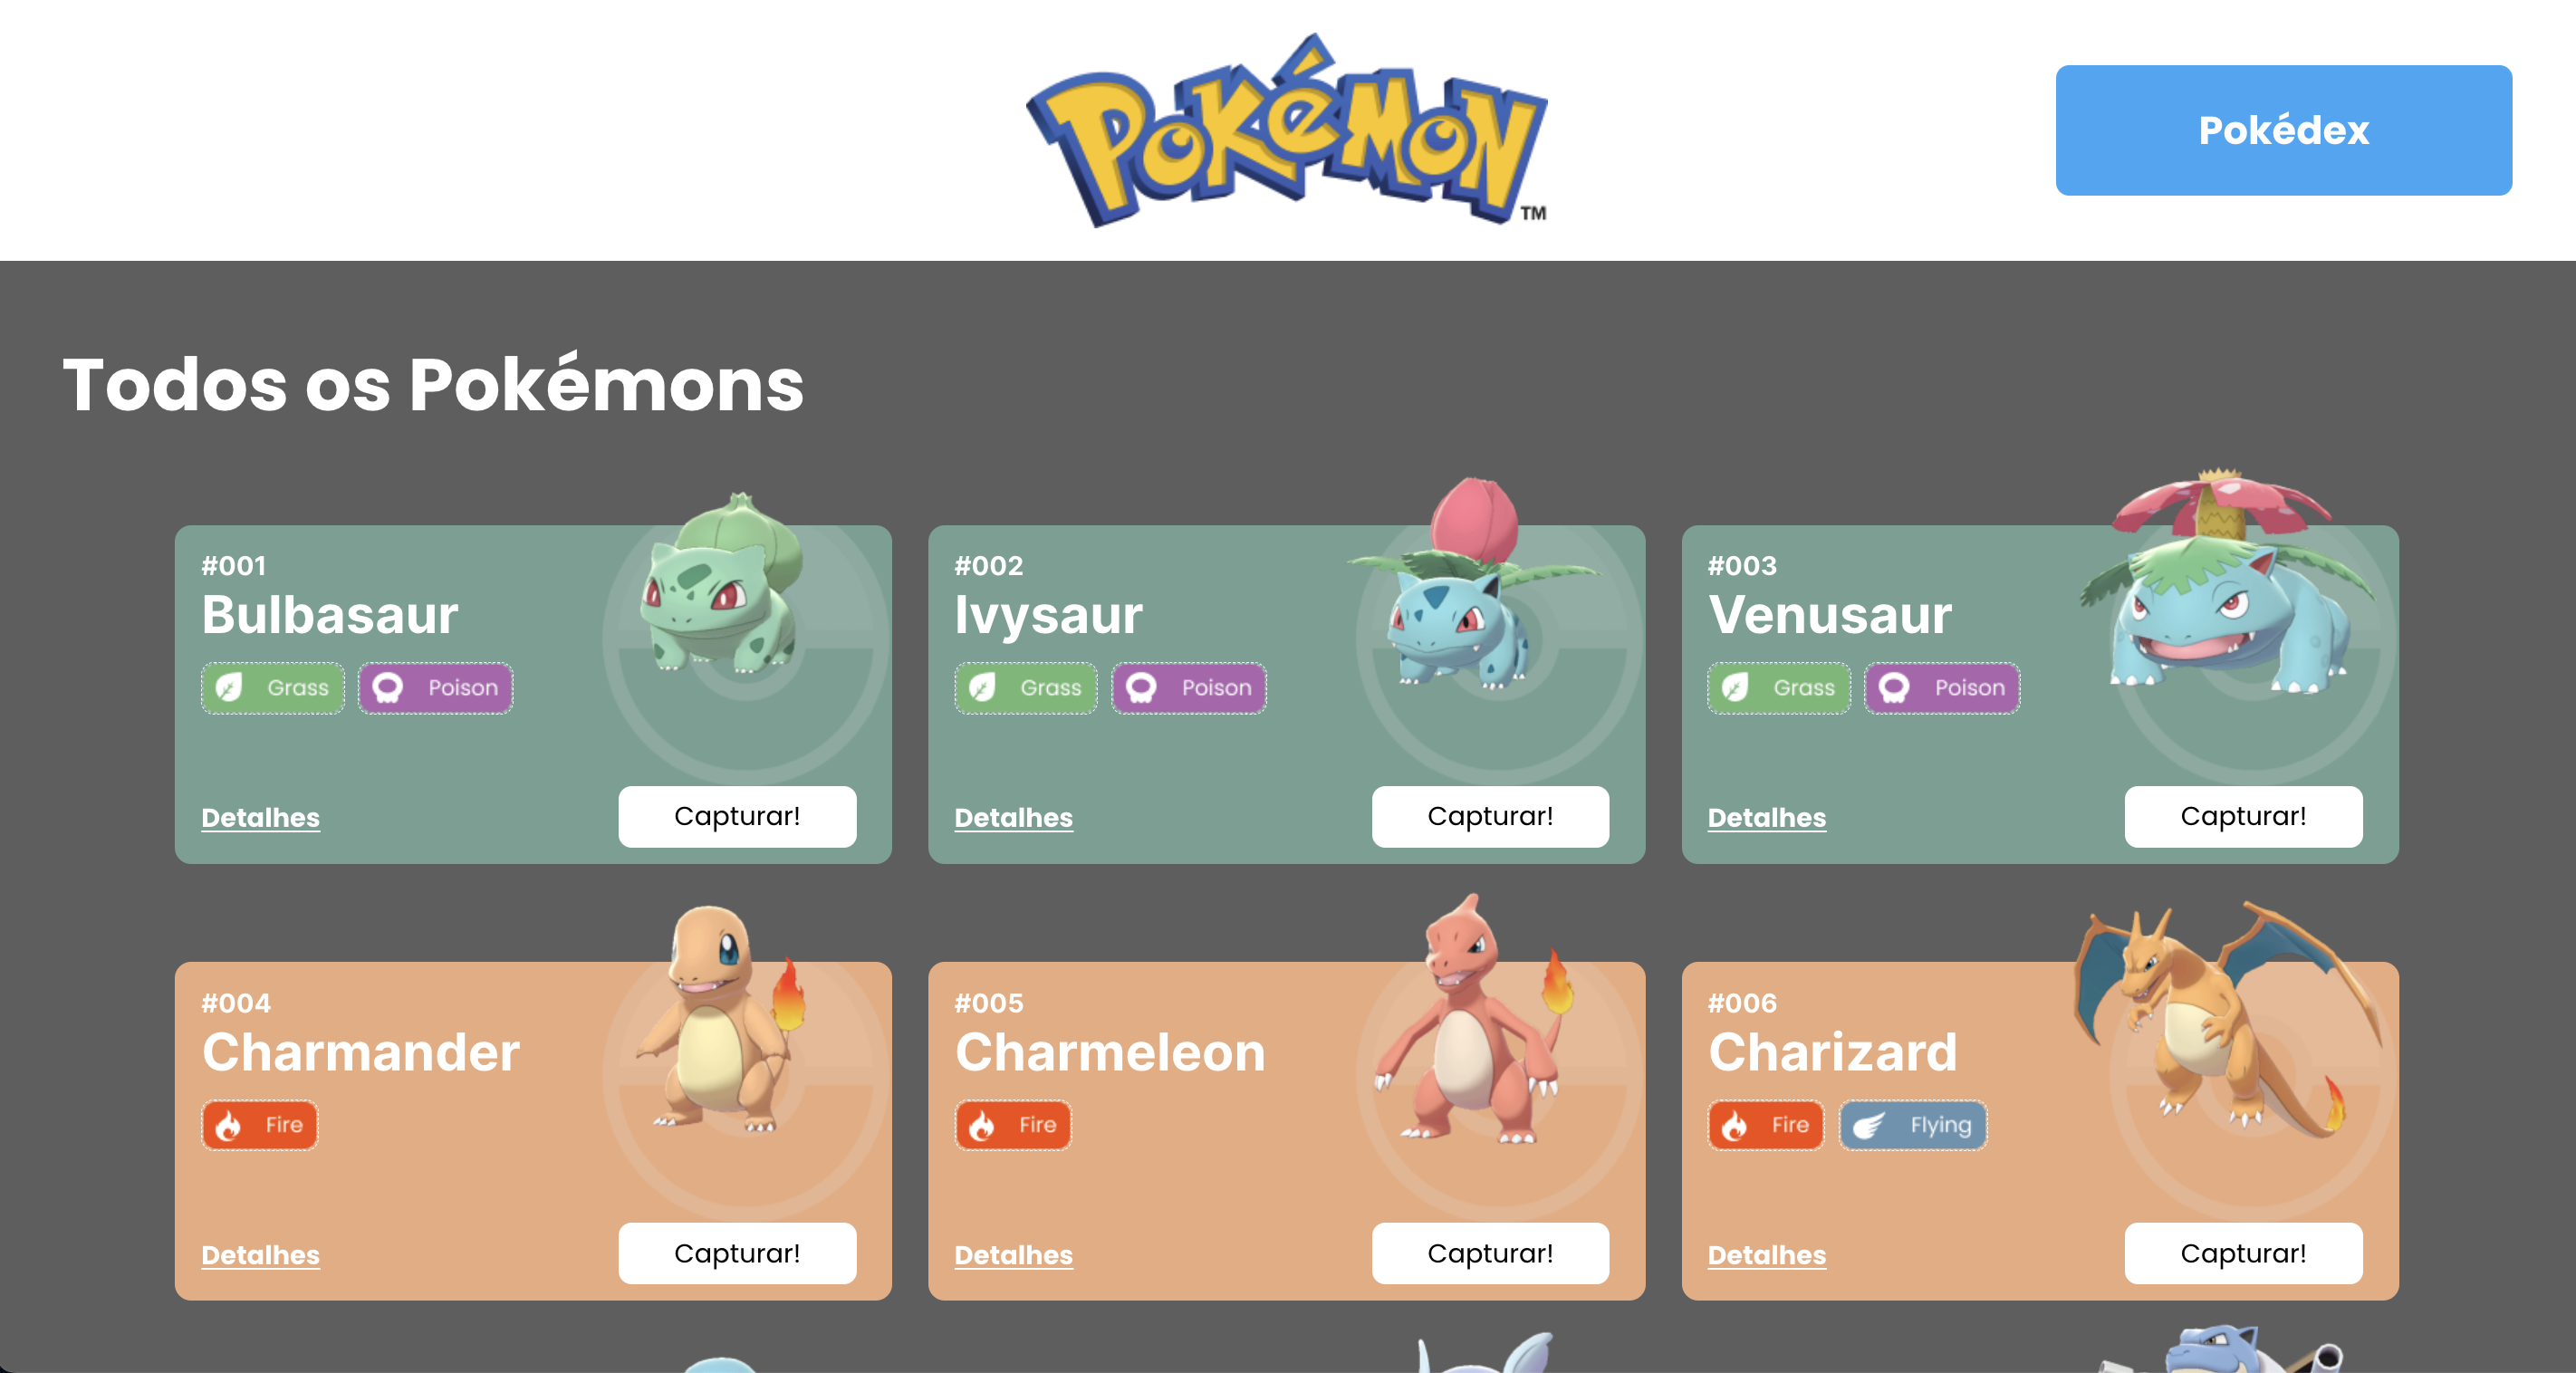 POKÉMON
TM
Pokédex
Todos os Pokémons
#001
Bulbasaur
Grass Poison
Detalhes Capturar!
#002
Ivysaur
Grass Poison
Detalhes Capturar!
#003
Venusaur
Grass Poison
Detalhes Capturar!
#004
Charmander
Fire
Detalhes Capturar!
#005
Charmeleon
Fire
Detalhes Capturar!
#006
Charizard
Fire Flying
Detalhes Capturar!